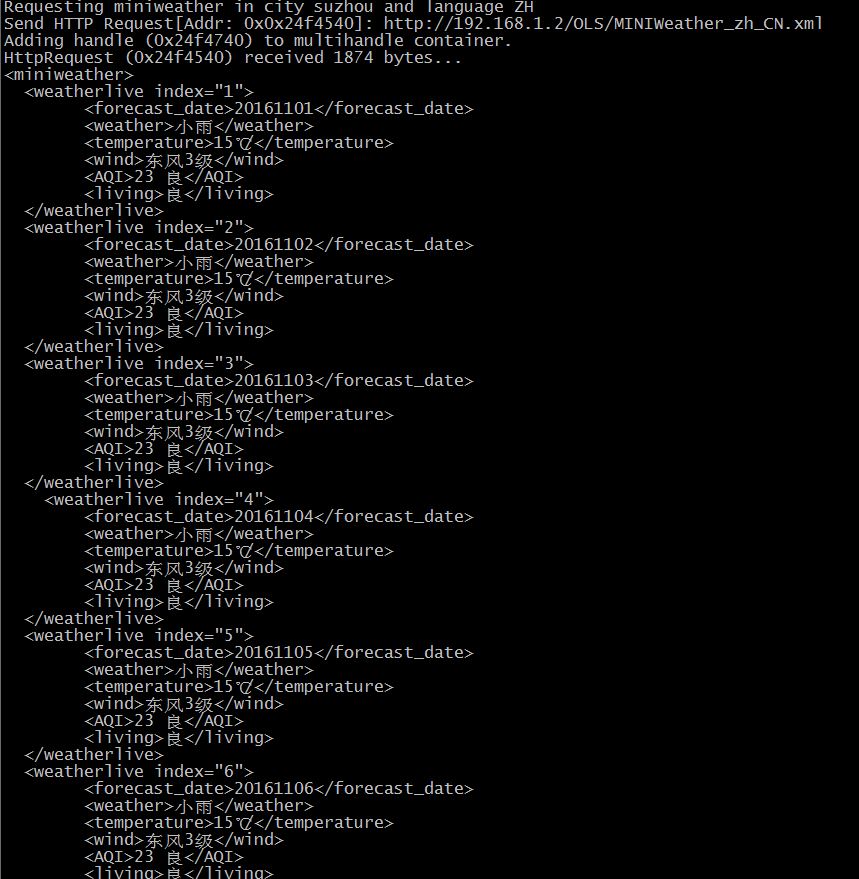 Requesting miniweather in city suzhou and language ZH
Send HTTP Request[Addr: 0x0x24f4540]: http://192.168.1.2/OLS/MINIWeather_zh_CN.xml
Adding handle (0x24f4740) to multihandle container.
HttpRequest (0x24f4540) received 1874 bytes...
<miniweather>
  <weatherlive index="1">
        <forecast_date>20161101</forecast_date>
        <weather>小雨</weather>
        <temperature>15℃</temperature>
        <wind>东风3级</wind>
        <AQI>23 良</AQI>
        <living>良</living>
  </weatherlive>
  <weatherlive index="2">
        <forecast_date>20161102</forecast_date>
        <weather>小雨</weather>
        <temperature>15℃</temperature>
        <wind>东风3级</wind>
        <AQI>23 良</AQI>
        <living>良</living>
  </weatherlive>
  <weatherlive index="3">
        <forecast_date>20161103</forecast_date>
        <weather>小雨</weather>
        <temperature>15℃</temperature>
        <wind>东风3级</wind>
        <AQI>23 良</AQI>
        <living>良</living>
  </weatherlive>
    <weatherlive index="4">
        <forecast_date>20161104</forecast_date>
        <weather>小雨</weather>
        <temperature>15℃</temperature>
        <wind>东风3级</wind>
        <AQI>23 良</AQI>
        <living>良</living>
  </weatherlive>
  <weatherlive index="5">
        <forecast_date>20161105</forecast_date>
        <weather>小雨</weather>
        <temperature>15℃</temperature>
        <wind>东风3级</wind>
        <AQI>23 良</AQI>
        <living>良</living>
  </weatherlive>
  <weatherlive index="6">
        <forecast_date>20161106</forecast_date>
        <weather>小雨</weather>
        <temperature>15℃</temperature>
        <wind>东风3级</wind>
        <AQI>23 良</AQI>
        <living>良</living>